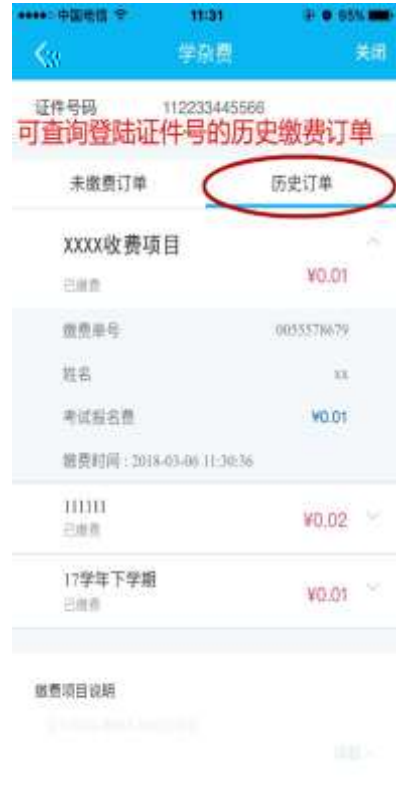 中国电信 11:31 95%
学杂费 关闭
证件号码 112233445566
可查询登陆证件号的历史缴费订单
未缴费订单 历史订单
XXXX收费项目
已缴费 ¥0.01
缴费单号 0055578679
姓名 xx
考试报名费 ¥0.01
缴费时间 : 2018-03-06 11:30:36
111111
已缴费 ¥0.02
17学年下学期
已缴费 ¥0.01
缴费项目说明